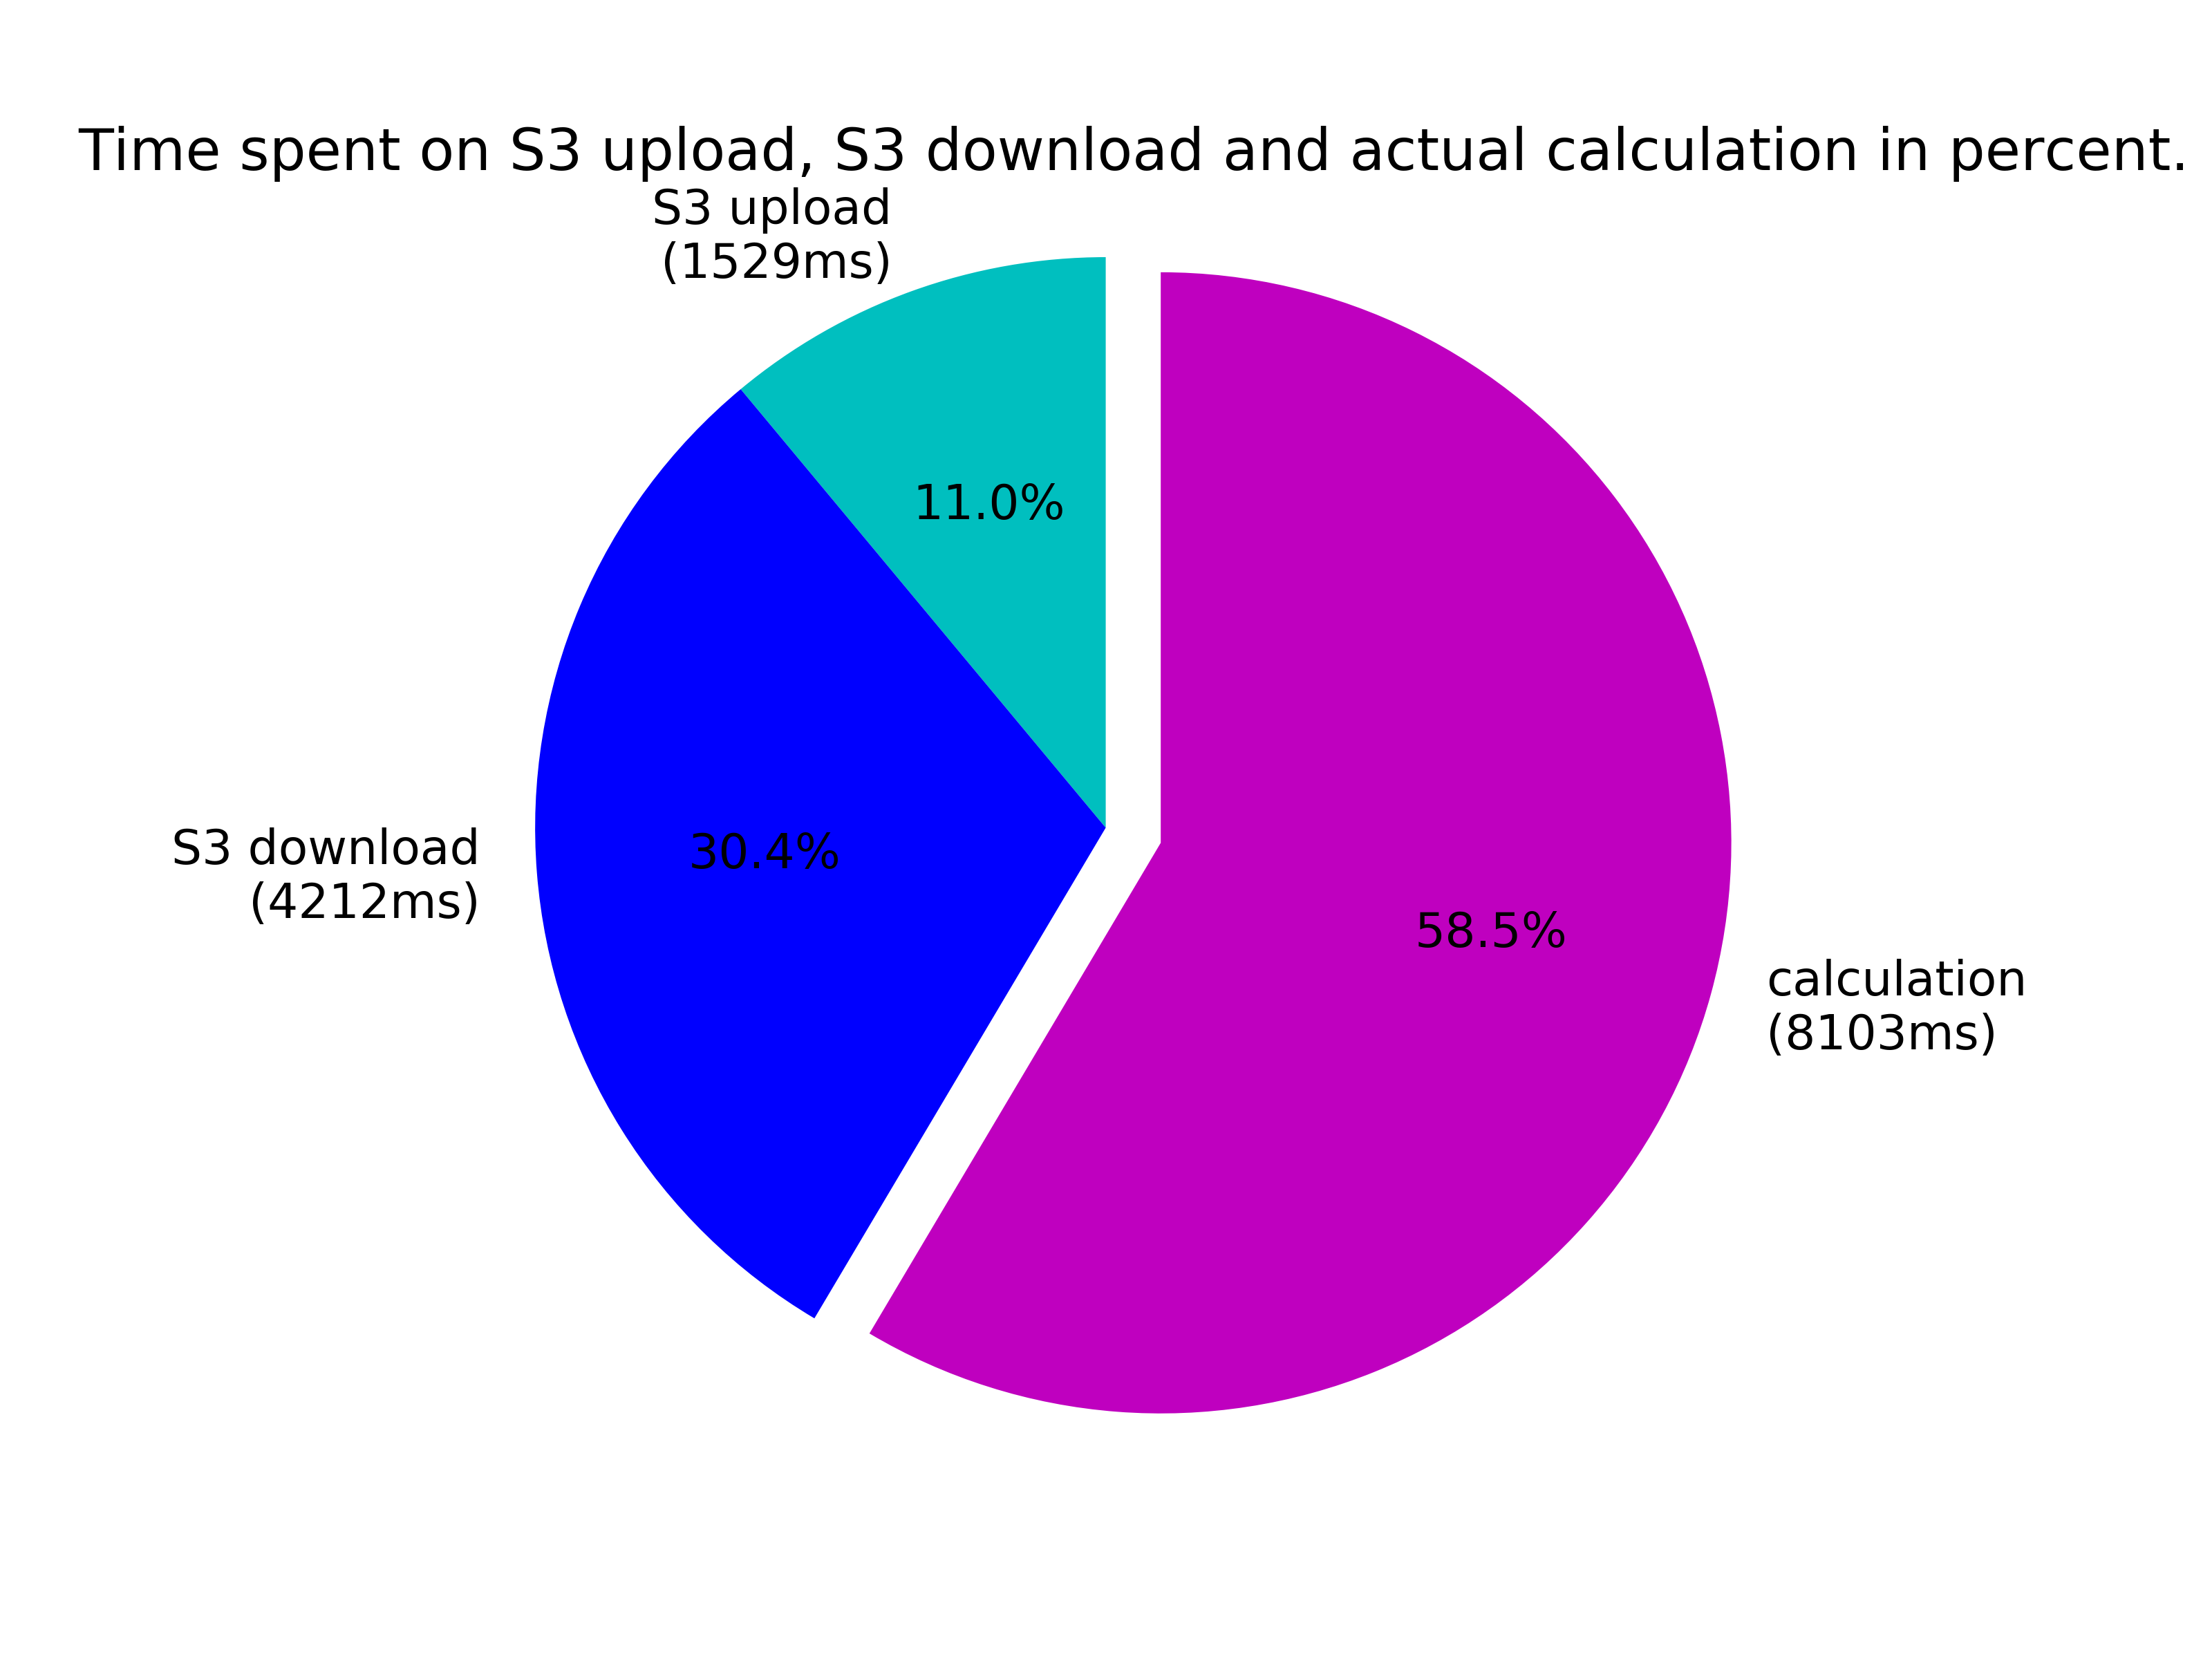 Time spent on S3 upload, S3 download and actual calculation in percent.
S3 upload
(1529ms)
11.0%
S3 download
(4212ms)
30.4%
58.5%
calculation
(8103ms)